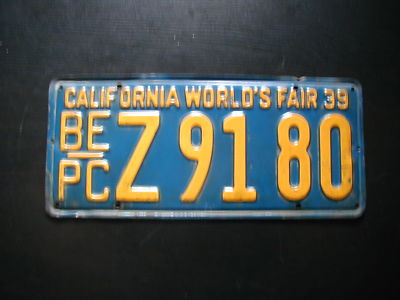 CALIFORNIA WORLD'S FAIR 39
BE
PC
Z 91 80